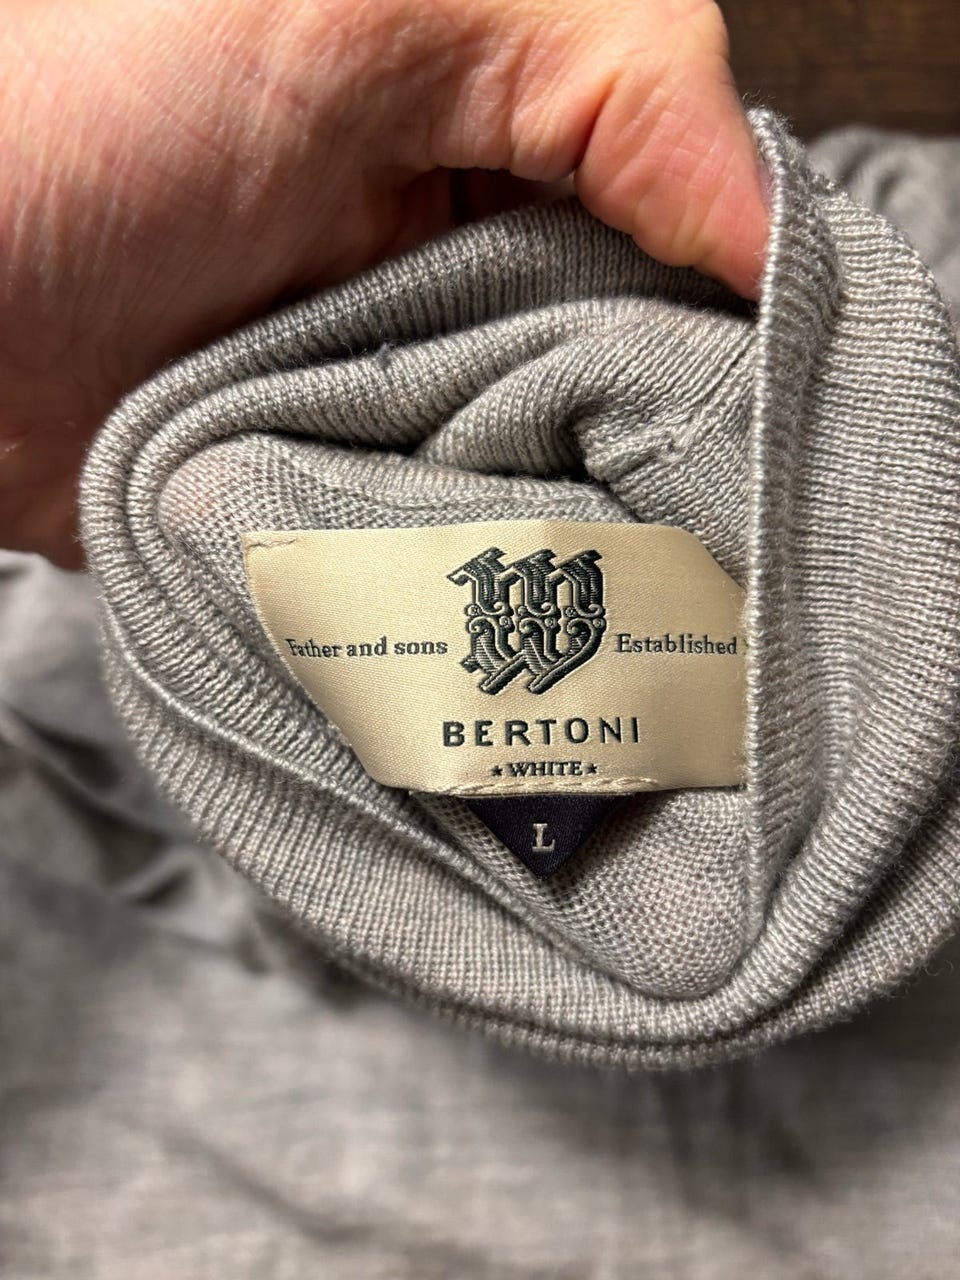 Father and sons W Established
BERTONI
★ WHITE ★
L